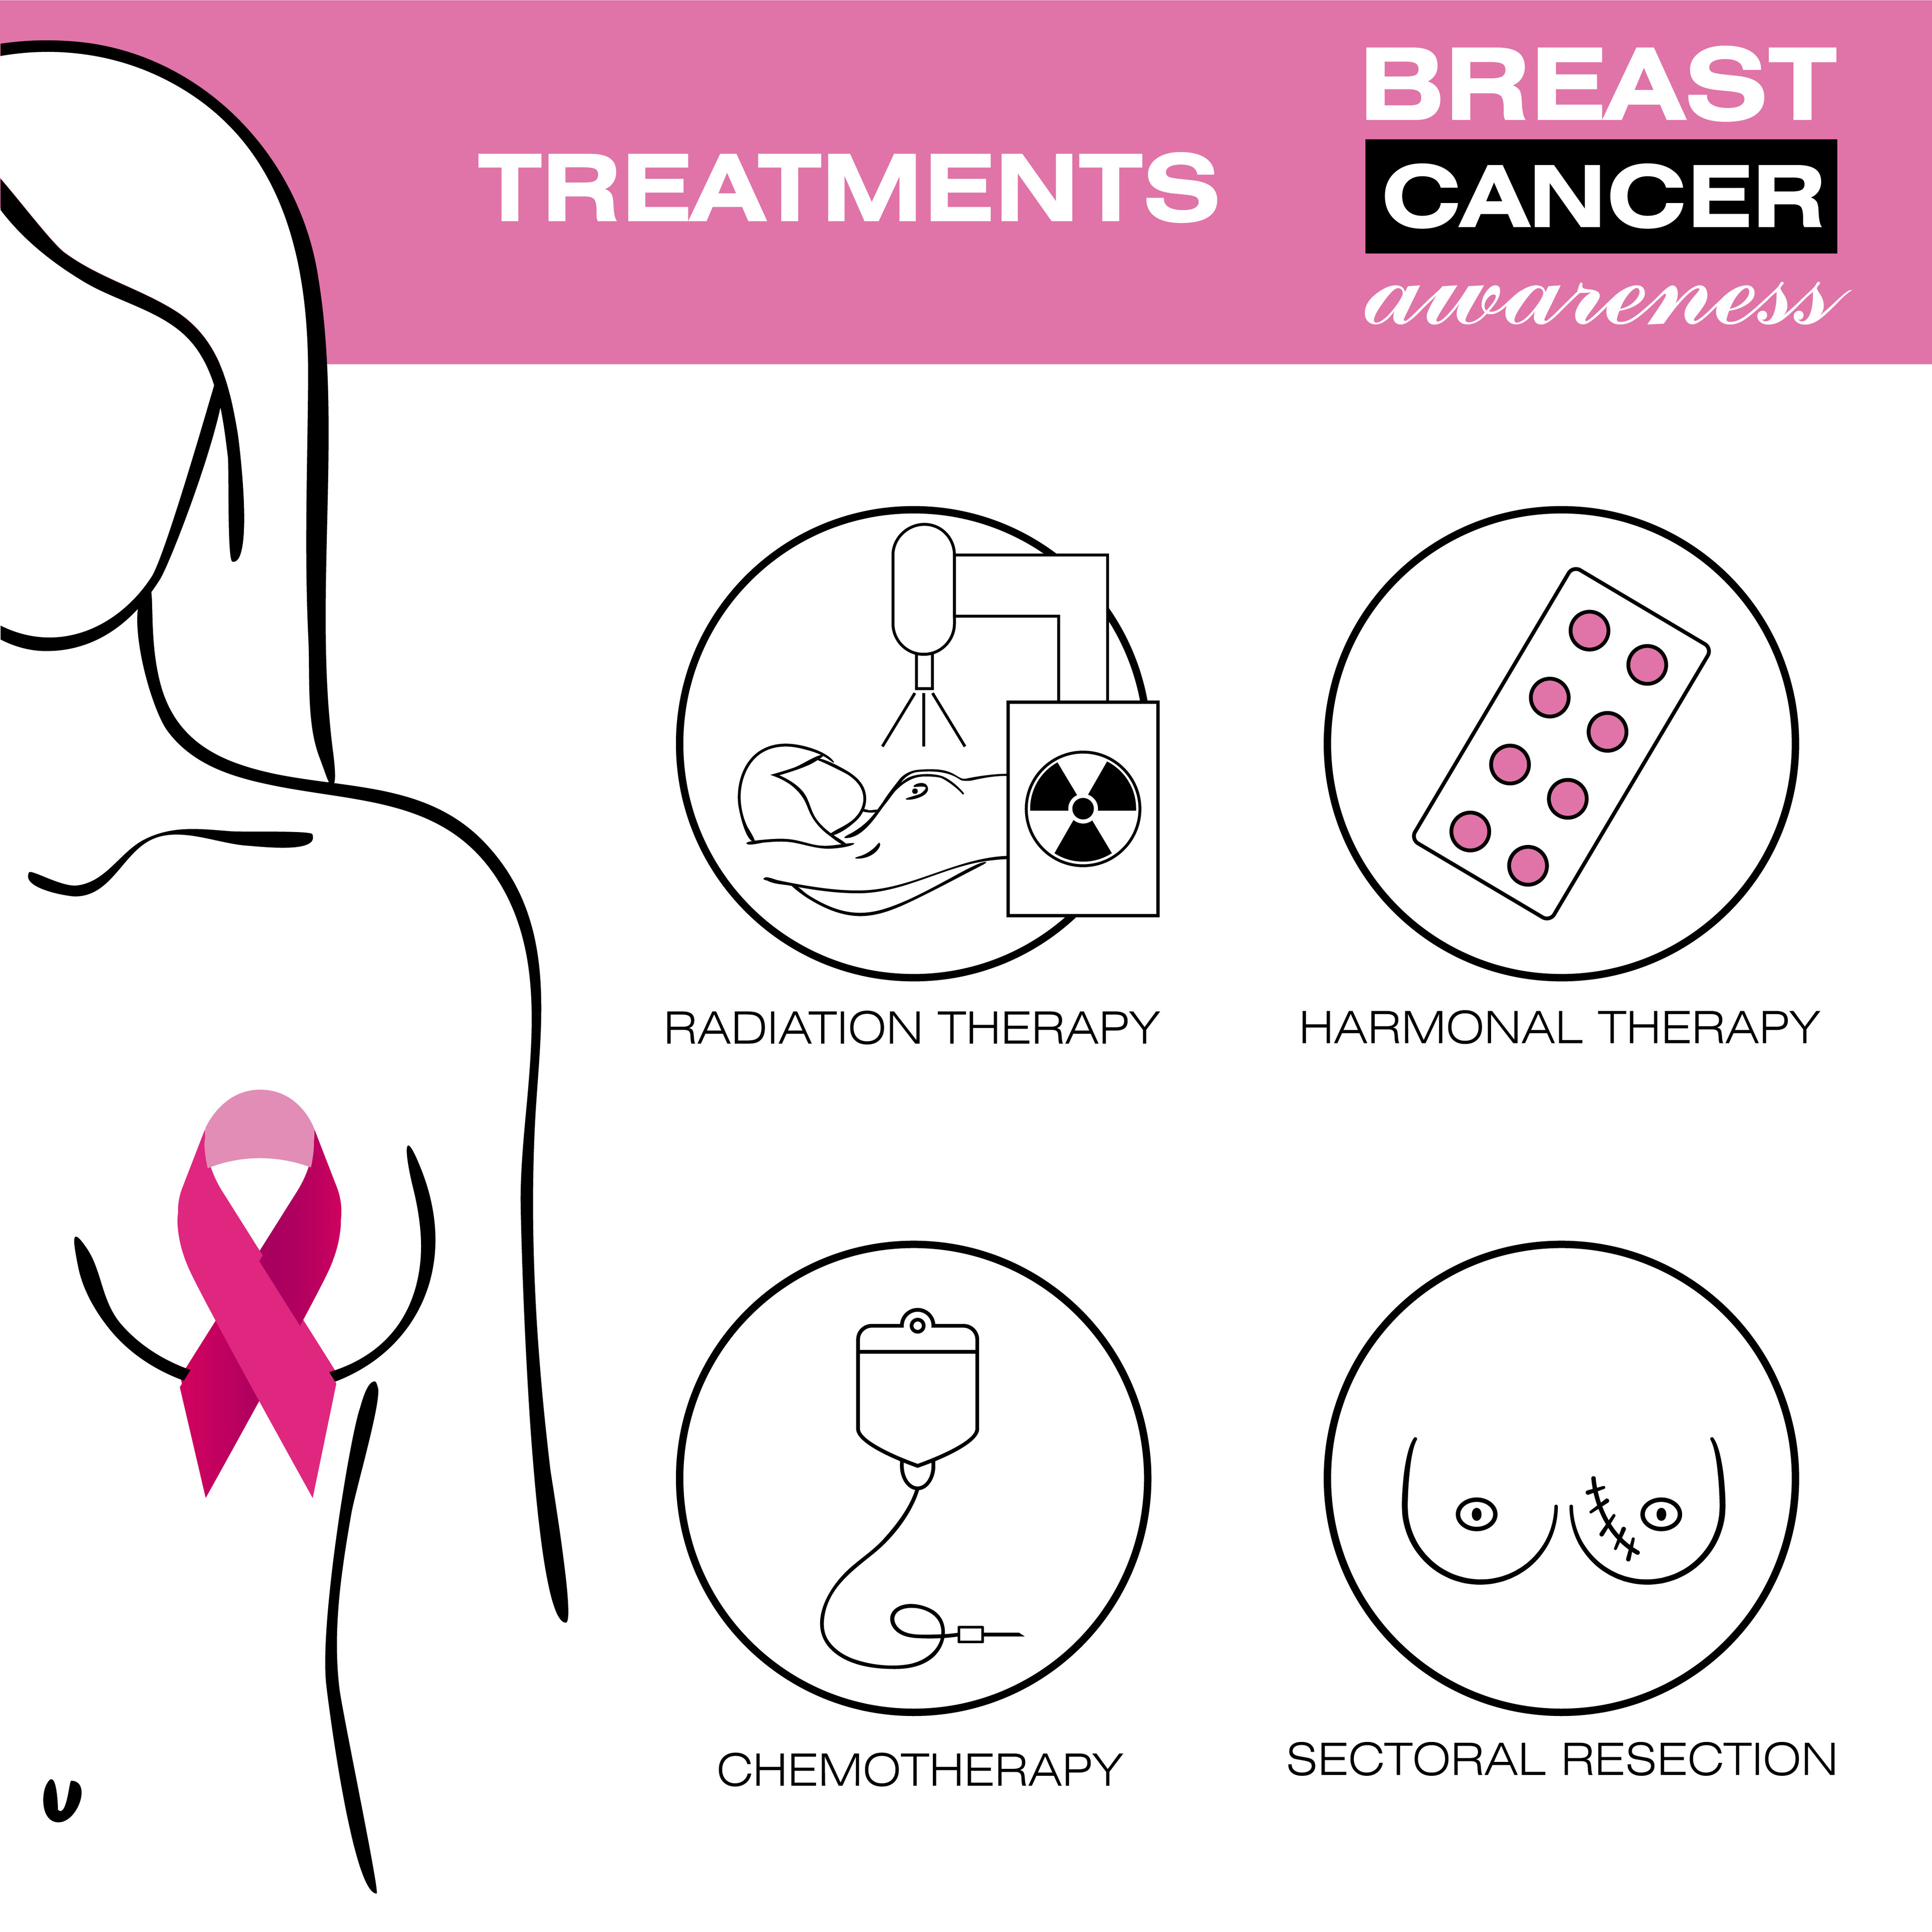 TREATMENTS
BREAST
CANCER
awareness
RADIATION THERAPY
HARMONAL THERAPY
CHEMOTHERAPY
SECTORAL RESECTION